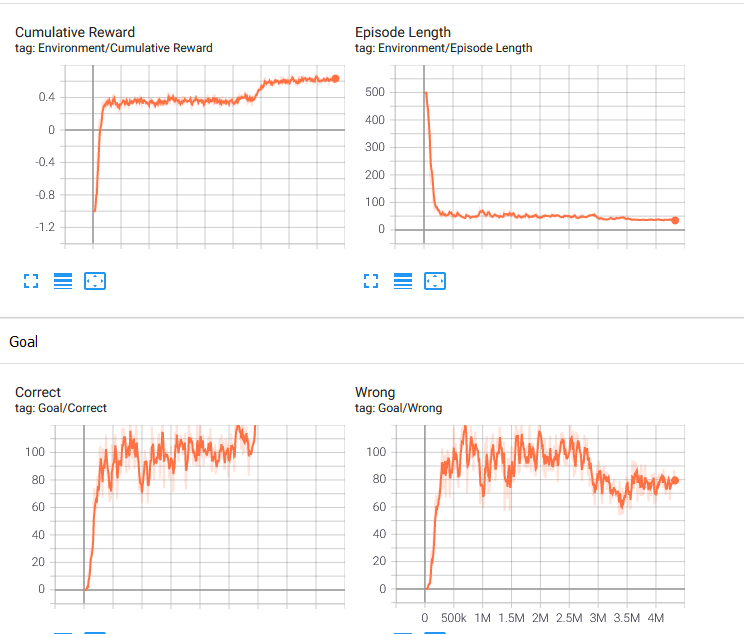 Cumulative Reward
tag: Environment/Cumulative Reward
0.4
0
-0.4
-0.8
-1.2
Episode Length
tag: Environment/Episode Length
500
400
300
200
100
0
Goal
Correct
tag: Goal/Correct
100
80
60
40
20
0
Wrong
tag: Goal/Wrong
100
80
60
40
20
0
0 500k 1M 1.5M 2M 2.5M 3M 3.5M 4M